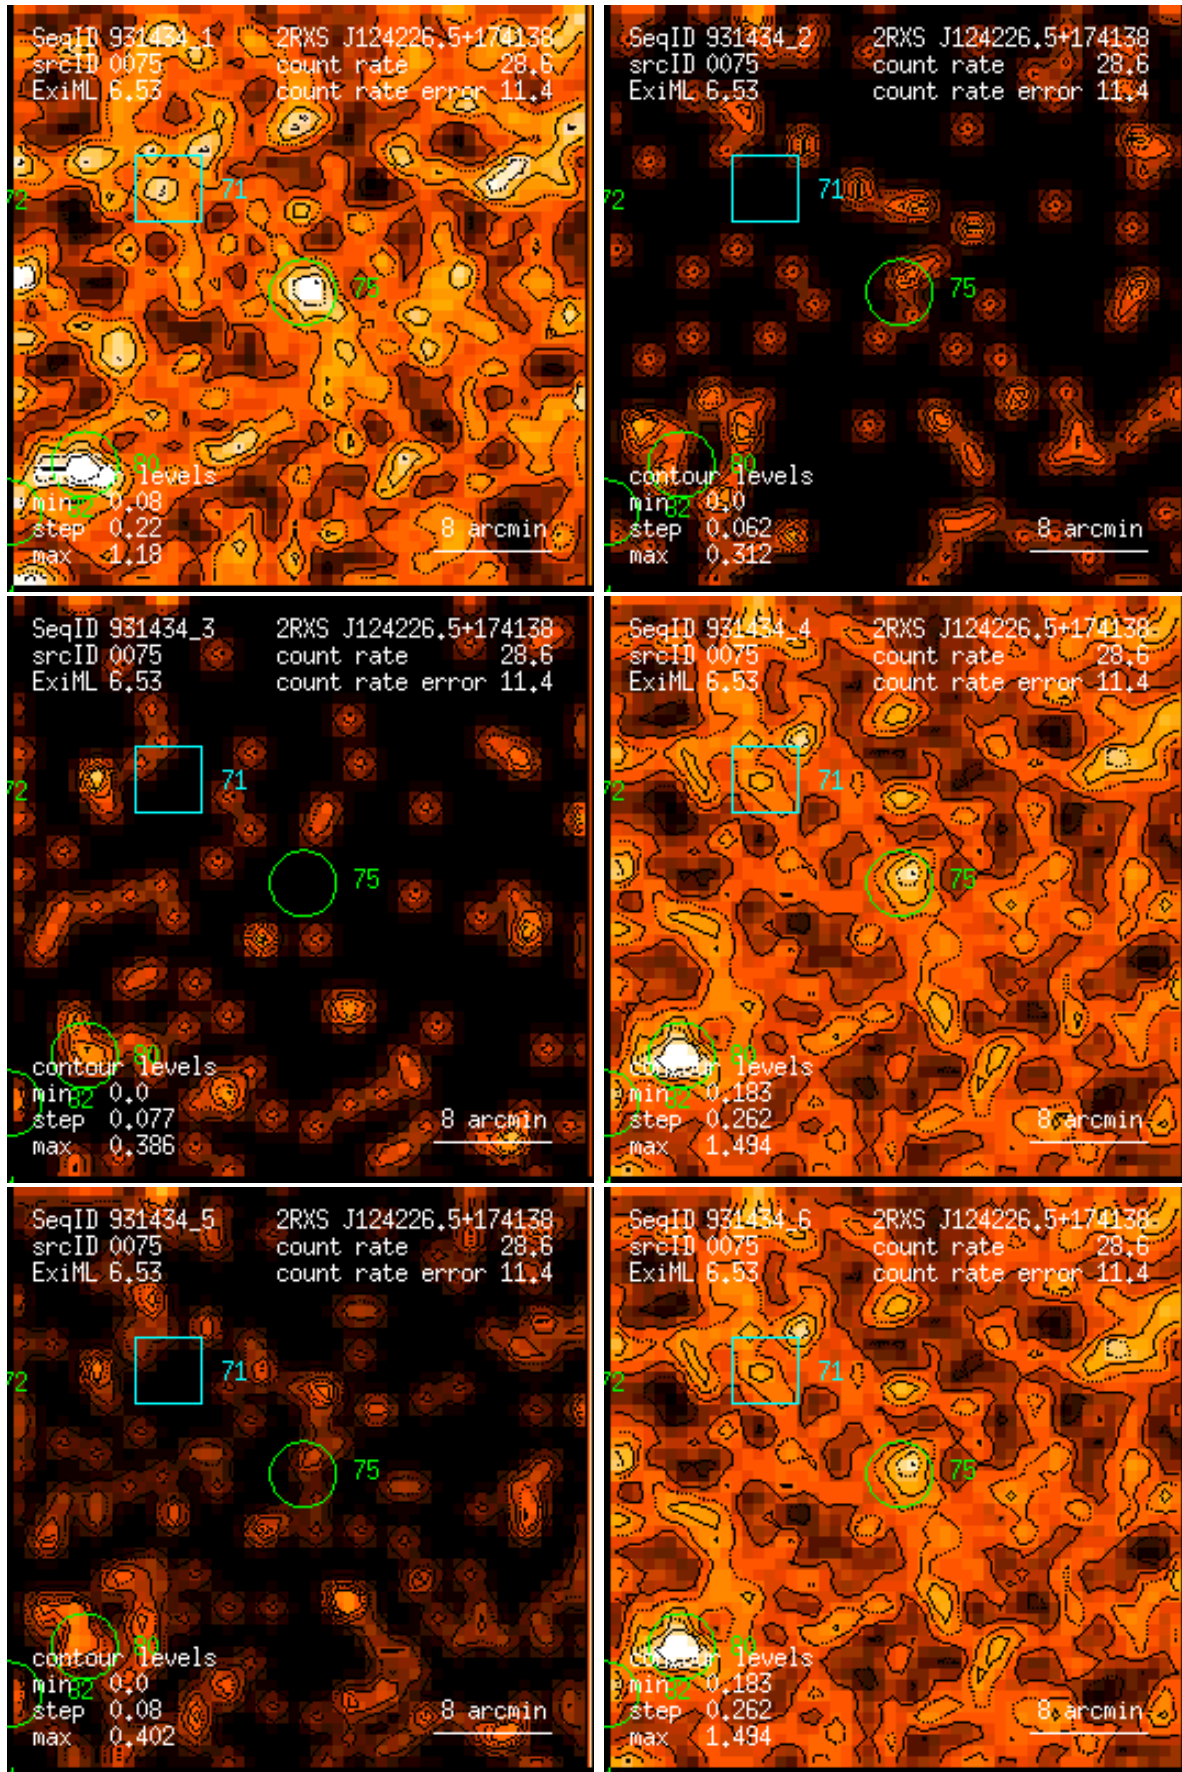 SeqID 931434_1 2RXS J124226.5+174138
srcID 0075 count rate 28.6
ExiML 6.53 count rate error 11.4
72
71
75
80
contour levels
min 0.08
82
step 0.22
8 arcmin
max 1.18
SeqID 931434_2 2RXS J124226.5+174138
srcID 0075 count rate 28.6
ExiML 6.53 count rate error 11.4
72
71
75
80
contour levels
min 0.0
82
step 0.062
8 arcmin
max 0.312
SeqID 931434_3 2RXS J124226.5+174138
srcID 0075 count rate 28.6
ExiML 6.53 count rate error 11.4
72
71
75
80
contour levels
min 0.0
82
step 0.077
8 arcmin
max 0.386
SeqID 931434_4 2RXS J124226.5+174138
srcID 0075 count rate 28.6
ExiML 6.53 count rate error 11.4
72
71
75
80
contour levels
min 0.183
82
step 0.262
8 arcmin
max 1.494
SeqID 931434_5 2RXS J124226.5+174138
srcID 0075 count rate 28.6
ExiML 6.53 count rate error 11.4
72
71
75
80
contour levels
min 0.0
82
step 0.08
8 arcmin
max 0.402
SeqID 931434_6 2RXS J124226.5+174138
srcID 0075 count rate 28.6
ExiML 6.53 count rate error 11.4
72
71
75
80
contour levels
min 0.183
82
step 0.262
8 arcmin
max 1.494